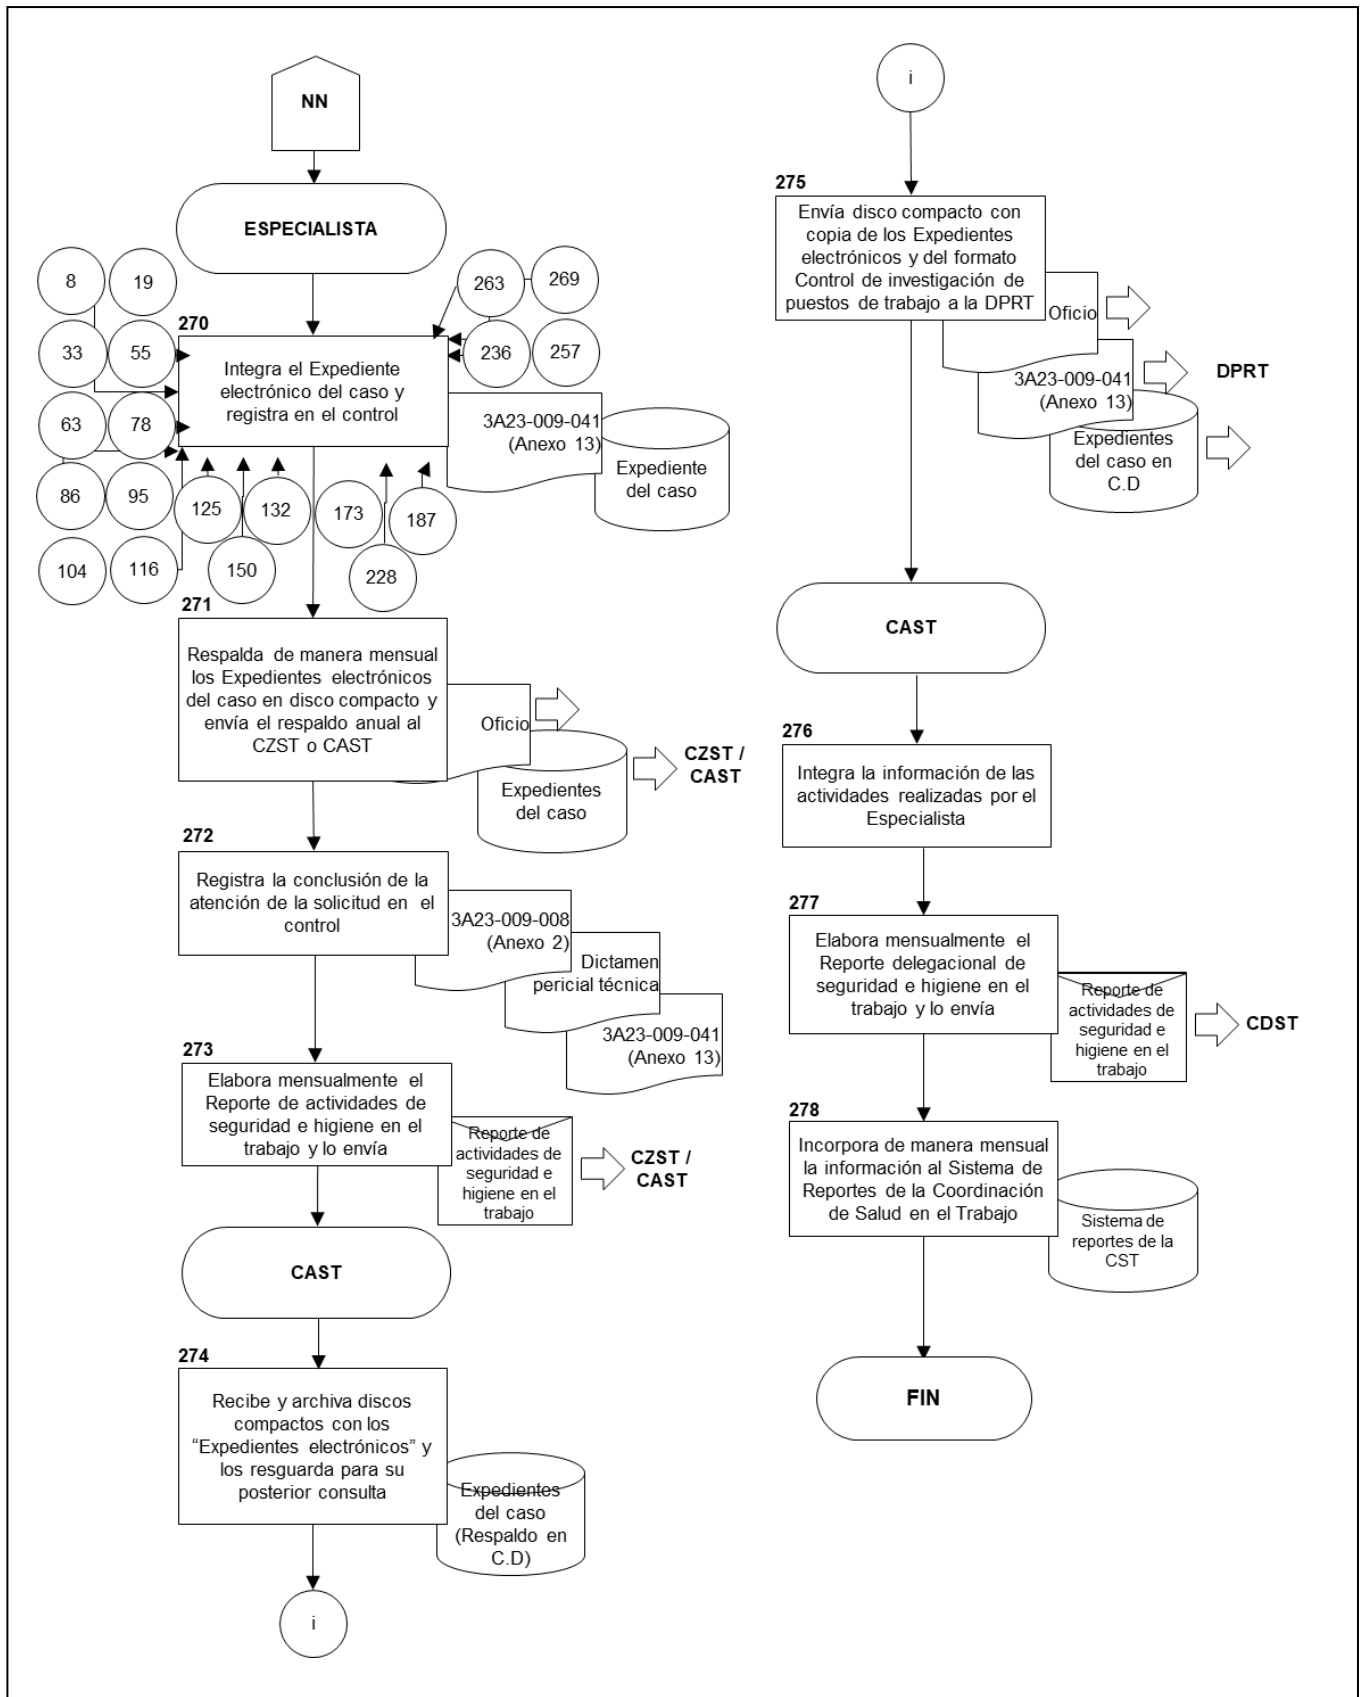 NN
ESPECIALISTA
8
19
33
55
63
78
86
95
104
116
125
150
132
173
228
187
263
269
236
257
270
Integra el Expediente
electrónico del caso y
registra en el control
3A23-009-041
(Anexo 13)
Expediente
del caso
271
Respalda de manera mensual
los Expedientes electrónicos
del caso en disco compacto y
envía el respaldo anual al
CZST o CAST
Oficio
Expedientes
del caso
CZST /
CAST
272
Registra la conclusión de la
atención de la solicitud en el
control
3A23-009-008
(Anexo 2)
Dictamen
pericial técnica
3A23-009-041
(Anexo 13)
273
Elabora mensualmente el
Reporte de actividades de
seguridad e higiene en el
trabajo y lo envía
Reporte de
actividades de
seguridad e
higiene en el
trabajo
CZST /
CAST
CAST
274
Recibe y archiva discos
compactos con los
“Expedientes electrónicos” y
los resguarda para su
posterior consulta
Expedientes
del caso
(Respaldo en
C.D)
i
i
275
Envía disco compacto con
copia de los Expedientes
electrónicos y del formato
Control de investigación de
puestos de trabajo a la DPRT
Oficio
3A23-009-041
(Anexo 13)
Expedientes
del caso en
C.D
DPRT
CAST
276
Integra la información de las
actividades realizadas por el
Especialista
277
Elabora mensualmente el
Reporte delegacional de
seguridad e higiene en el
trabajo y lo envía
Reporte de
actividades de
seguridad e
higiene en el
trabajo
CDST
278
Incorpora de manera mensual
la información al Sistema de
Reportes de la Coordinación
de Salud en el Trabajo
Sistema de
reportes de la
CST
FIN